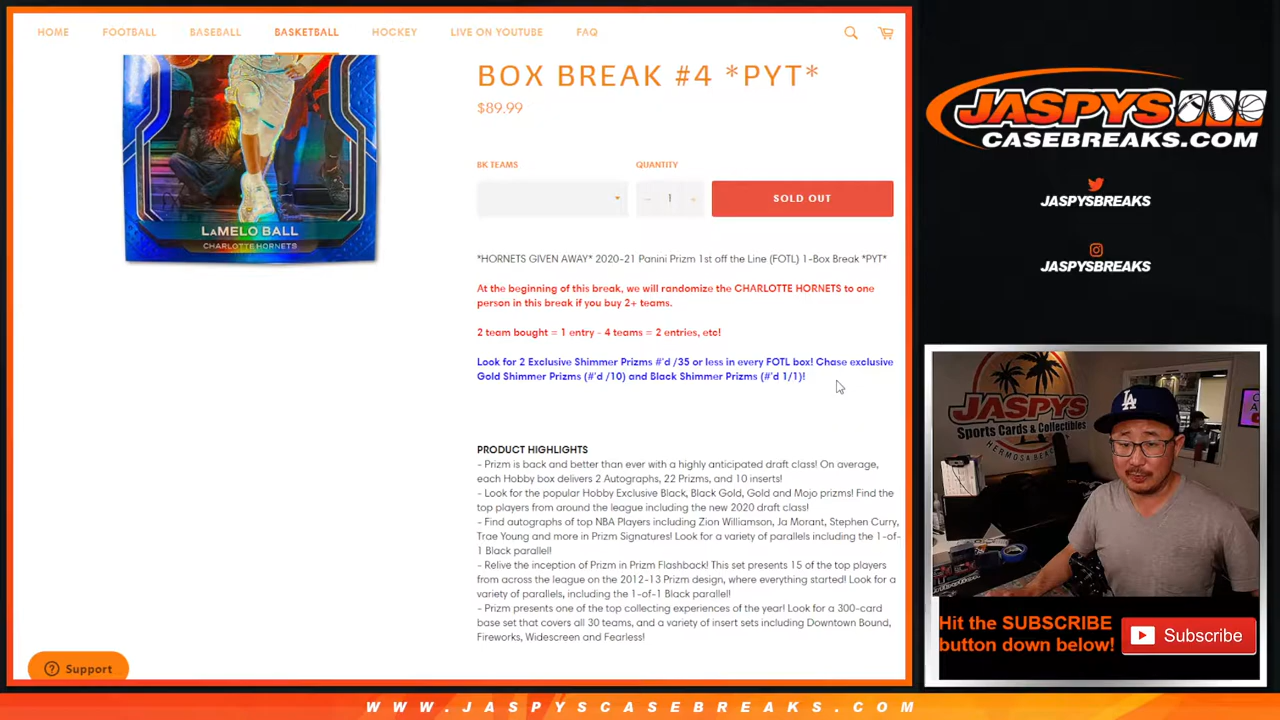 HOME FOOTBALL BASEBALL BASKETBALL HOCKEY LIVE ON YOUTUBE FAQ
BOX BREAK #4 *PYT*
$89.99
BK TEAMS QUANTITY
− 1 + SOLD OUT
LAMELO BALL
CHARLOTTE HORNETS
*HORNETS GIVEN AWAY* 2020-21 Panini Prizm 1st off the Line (FOTL) 1-Box Break *PYT*
At the beginning of this break, we will randomize the CHARLOTTE HORNETS to one
person in this break if you buy 2+ teams.
2 team bought = 1 entry - 4 teams = 2 entries, etc!
Look for 2 Exclusive Shimmer Prizms #'d /35 or less in every FOTL box! Chase exclusive
Gold Shimmer Prizms (#'d /10) and Black Shimmer Prizms (#'d 1/1)!
PRODUCT HIGHLIGHTS
- Prizm is back and better than ever with a highly anticipated draft class! On average,
each Hobby box delivers 2 Autographs, 22 Prizms, and 10 inserts!
- Look for the popular Hobby Exclusive Black, Black Gold, Gold and Mojo prizms! Find the
top players from around the league including the new 2020 draft class!
- Find autographs of top NBA Players including Zion Williamson, Ja Morant, Stephen Curry,
Trae Young and more in Prizm Signatures! Look for a variety of parallels including the 1-of-
1 Black parallel!
- Relive the inception of Prizm in Prizm Flashback! This set presents 15 of the top players
from across the league on the 2012-13 Prizm design, where everything started! Look for a
variety of parallels, including the 1-of-1 Black parallel!
- Prizm presents one of the top collecting experiences of the year! Look for a 300-card
base set that covers all 30 teams, and a variety of insert sets including Downtown Bound,
Fireworks, Widescreen and Fearless!
Support
JASPYS
CASEBREAKS.COM
JASPYSBREAKS
JASPYSBREAKS
JASPYS
Sports Cards & Collectibles
HERMOSA BEACH
LA
Hit the SUBSCRIBE
button down below!
Subscribe
WWW.JASPYSCASEBREAKS.COM